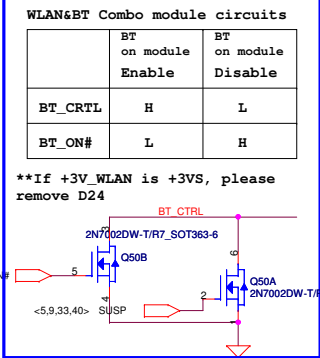 WLAN&BT Combo module circuits
BT on module Enable
BT on module Disable
BT_CRTL H L
BT_ON# L H
**If +3V_WLAN is +3VS, please
remove D24
BT_CTRL
3
2N7002DW-T/R7_SOT363-6
Q50B
N#
5
4
6
Q50A
2N7002DW-T/R
2
<5,9,33,40> SUSP
1